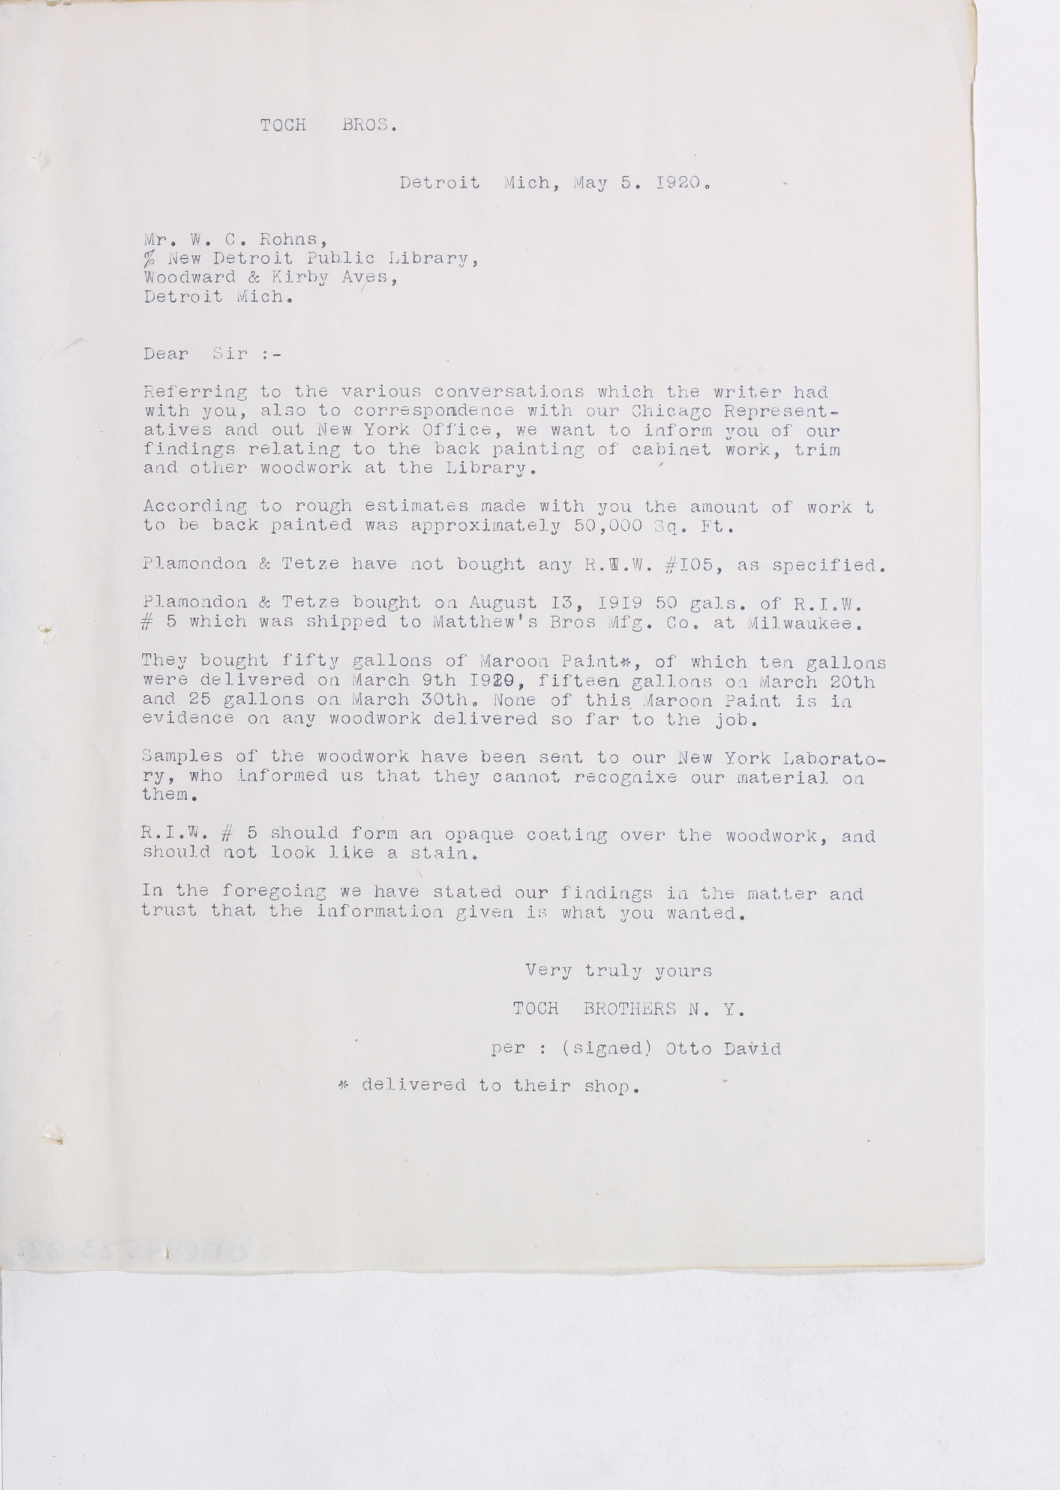 TOCH BROS.
Detroit Mich, May 5. I920.
Mr. W. C. Rohns,
% New Detroit Public Library,
Woodward & Kirby Aves,
Detroit Mich.
Dear Sir :-
Referring to the various conversations which the writer had
with you, also to correspondence with our Chicago Represent-
atives and out New York Office, we want to inform you of our
findings relating to the back painting of cabinet work, trim
and other woodwork at the Library.
According to rough estimates made with you the amount of work t
to be back painted was approximately 50,000 Sq. Ft.
Plamondon & Tetze have not bought any R.I.W. #I05, as specified.
Plamondon & Tetze bought on August I3, I9I9 50 gals. of R.I.W.
# 5 which was shipped to Matthew's Bros Mfg. Co. at Milwaukee.
They bought fifty gallons of Maroon Paint*, of which ten gallons
were delivered on March 9th I920, fifteen gallons on March 20th
and 25 gallons on March 30th. None of this Maroon Paint is in
evidence on any woodwork delivered so far to the job.
Samples of the woodwork have been sent to our New York Laborato-
ry, who informed us that they cannot recognixe our material on
them.
R.I.W. # 5 should form an opaque coating over the woodwork, and
should not look like a stain.
In the foregoing we have stated our findings in the matter and
trust that the information given is what you wanted.
Very truly yours
TOCH BROTHERS N. Y.
per : (signed) Otto David
* delivered to their shop.